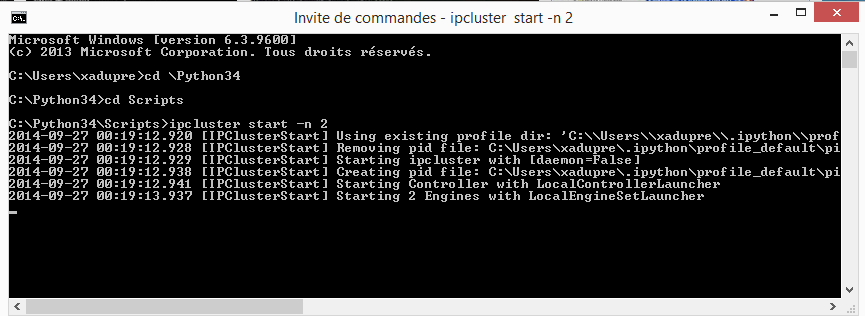 Invite de commandes - ipcluster  start -n 2
Microsoft Windows [version 6.3.9600]
(c) 2013 Microsoft Corporation. Tous droits réservés.
C:\Users\xadupre>cd \Python34
C:\Python34>cd Scripts
C:\Python34\Scripts>ipcluster start -n 2
2014-09-27 00:19:12.920 [IPClusterStart] Using existing profile dir: 'C:\\Users\\xadupre\\.ipython\\prof
2014-09-27 00:19:12.928 [IPClusterStart] Removing pid file: C:\Users\xadupre\.ipython\profile_default\pi
2014-09-27 00:19:12.929 [IPClusterStart] Starting ipcluster with [daemon=False]
2014-09-27 00:19:12.938 [IPClusterStart] Creating pid file: C:\Users\xadupre\.ipython\profile_default\pi
2014-09-27 00:19:12.941 [IPClusterStart] Starting Controller with LocalControllerLauncher
2014-09-27 00:19:13.937 [IPClusterStart] Starting 2 Engines with LocalEngineSetLauncher